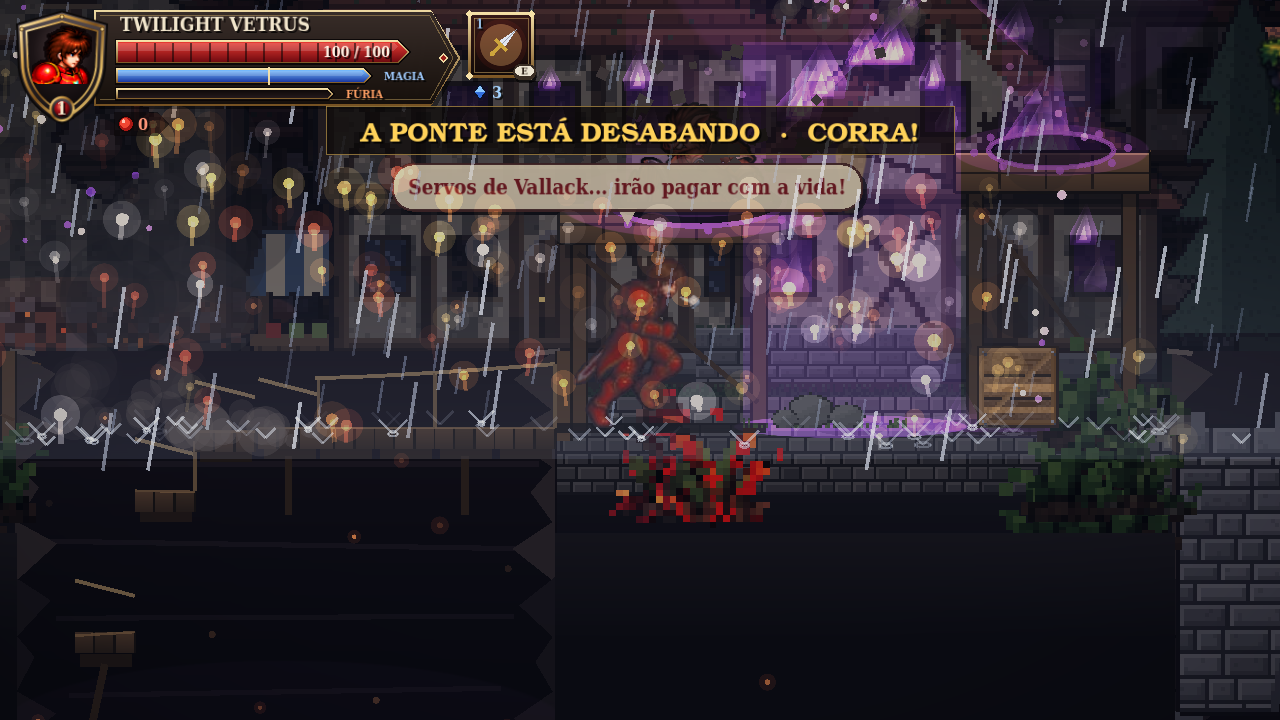 TWILIGHT VETRUS
100 / 100
MAGIA
FÚRIA
1
0
1
E
3
A PONTE ESTÁ DESABANDO · CORRA!
Servos de Vallack... irão pagar com a vida!